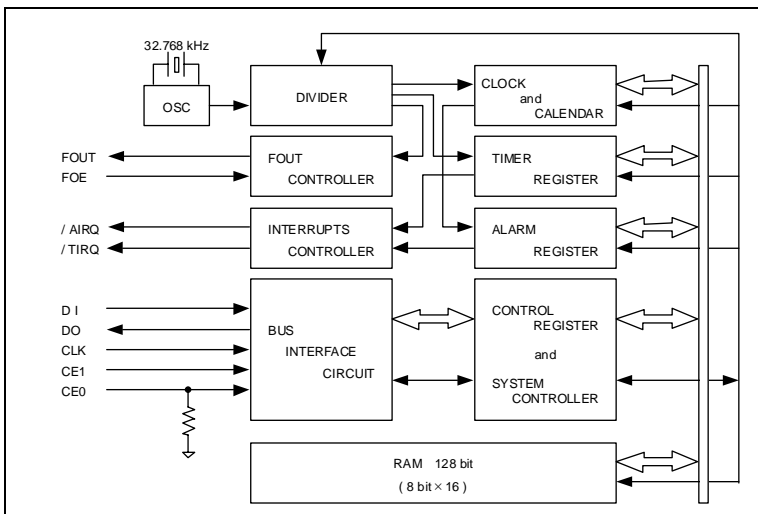 32.768 kHz
OSC
DIVIDER
CLOCK
and
CALENDAR
FOUT
FOE
FOUT
CONTROLLER
TIMER
REGISTER
/ AIRQ
/ TIRQ
INTERRUPTS
CONTROLLER
ALARM
REGISTER
D I
DO
CLK
CE1
CE0
BUS
INTERFACE
CIRCUIT
CONTROL
REGISTER
and
SYSTEM
CONTROLLER
RAM 128 bit
( 8 bit × 16 )